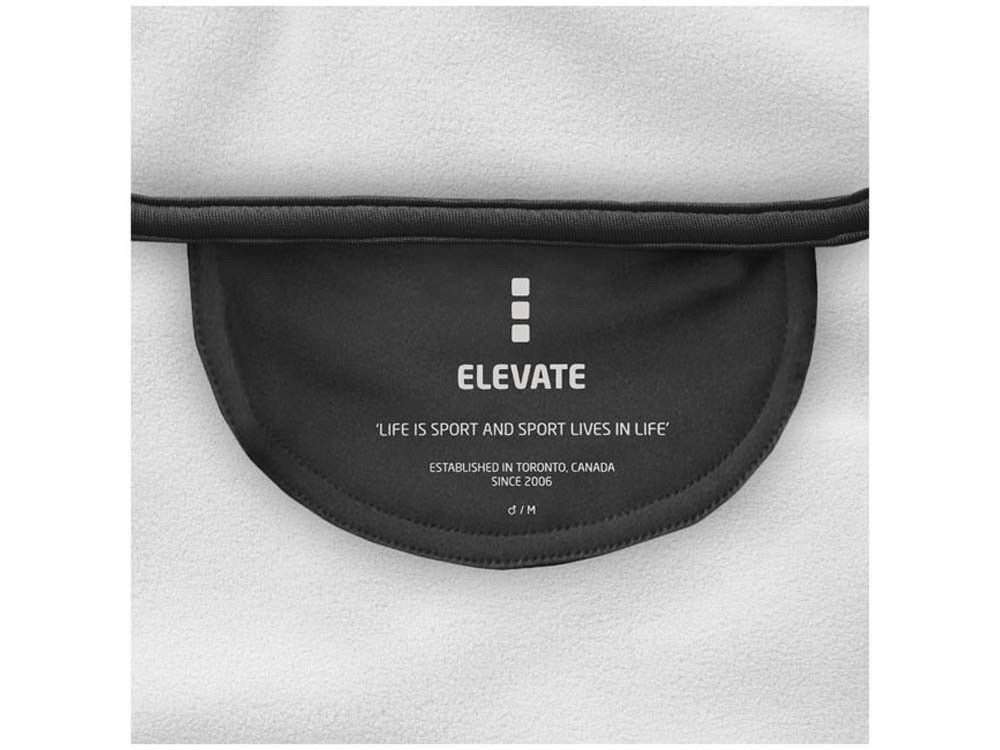 ELEVATE
'LIFE IS SPORT AND SPORT LIVES IN LIFE'
ESTABLISHED IN TORONTO, CANADA
SINCE 2006
♂ / M